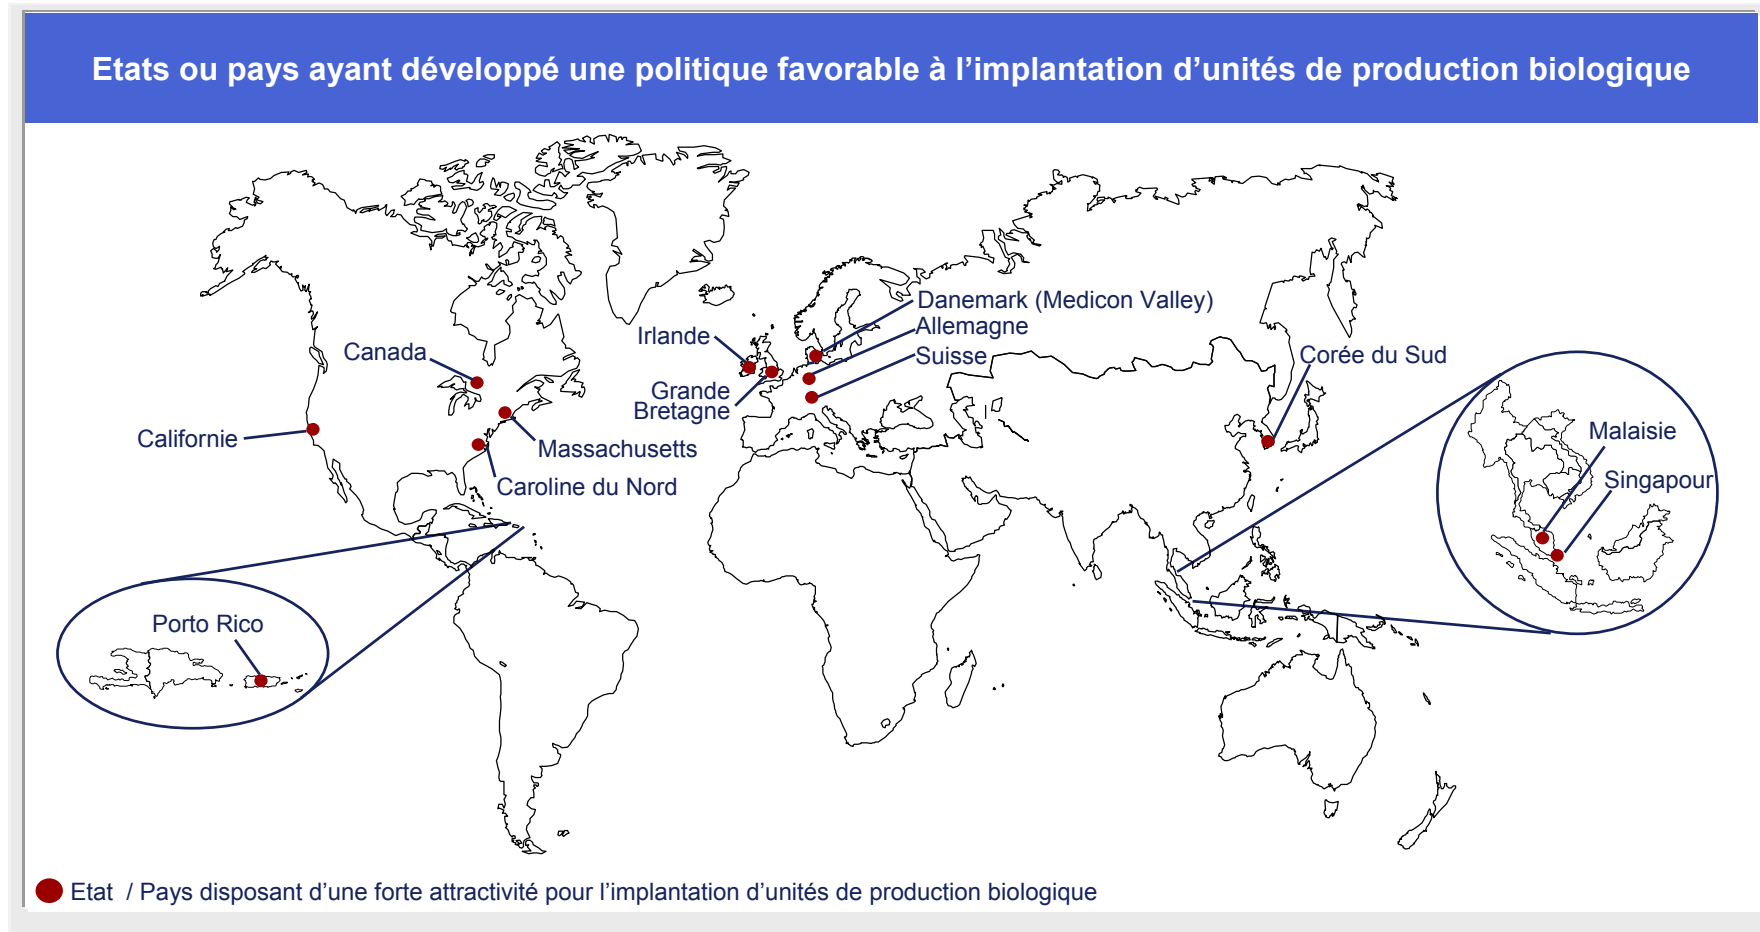 Etats ou pays ayant développé une politique favorable à l’implantation d’unités de production biologique
Danemark (Medicon Valley)
Allemagne
Irlande
Suisse
Canada
Corée du Sud
Grande
Bretagne
Californie
Massachusetts
Malaisie
Caroline du Nord
Singapour
Porto Rico
Etat / Pays disposant d’une forte attractivité pour l’implantation d’unités de production biologique